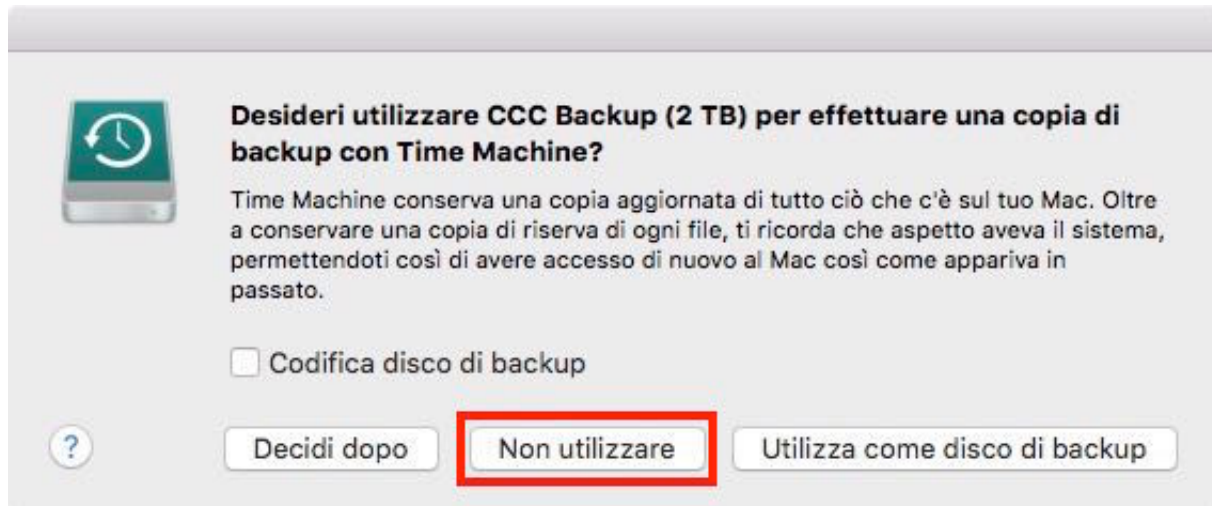 Desideri utilizzare CCC Backup (2 TB) per effettuare una copia di
backup con Time Machine?
Time Machine conserva una copia aggiornata di tutto ciò che c'è sul tuo Mac. Oltre
a conservare una copia di riserva di ogni file, ti ricorda che aspetto aveva il sistema,
permettendoti così di avere accesso di nuovo al Mac così come appariva in
passato.
Codifica disco di backup
? Decidi dopo Non utilizzare Utilizza come disco di backup